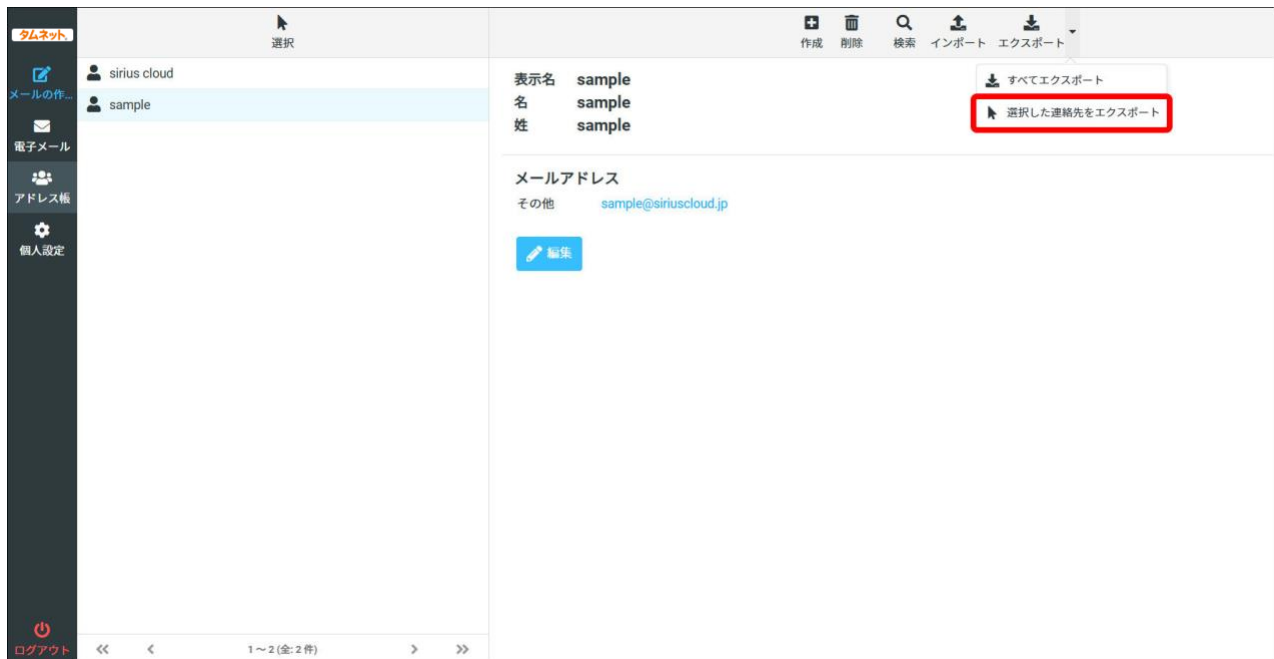 タムネット
メールの作...
電子メール
アドレス帳
個人設定
ログアウト
選択
sirius cloud
sample
1～2 (全: 2 件)
作成
削除
検索
インポート
エクスポート
すべてエクスポート
選択した連絡先をエクスポート
表示名 sample
名 sample
姓 sample
メールアドレス
その他 sample@siriuscloud.jp
編集